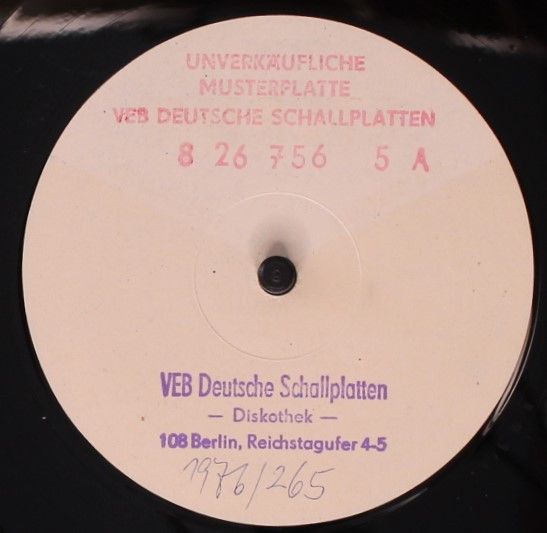 UNVERKÄUFLICHE
MUSTERPLATTE
VEB DEUTSCHE SCHALLPLATTEN
8 26 756 5 A
VEB Deutsche Schallplatten
— Diskothek —
108 Berlin, Reichstagufer 4-5
1976/265